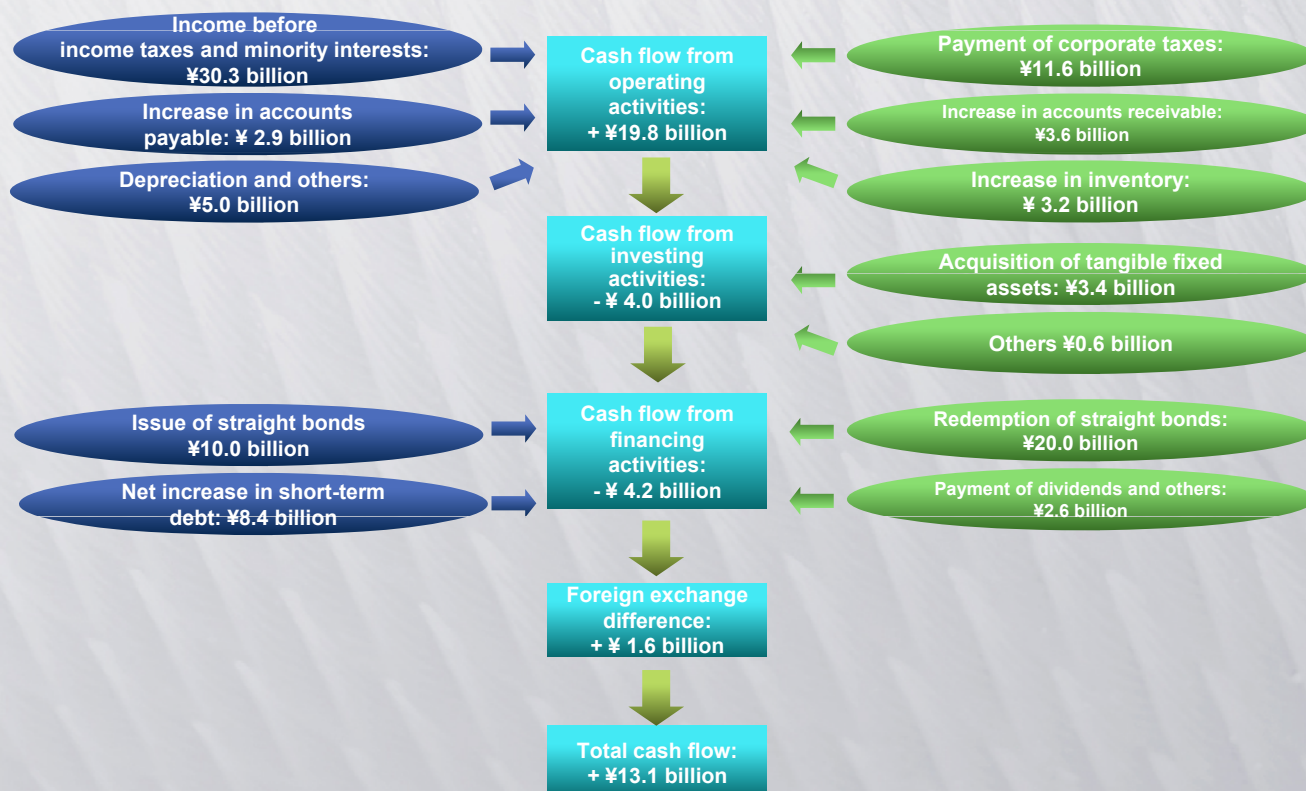 Income before
income taxes and minority interests:
¥30.3 billion
Increase in accounts
payable: ¥ 2.9 billion
Depreciation and others:
¥5.0 billion
Cash flow from
operating
activities:
+ ¥19.8 billion
Payment of corporate taxes:
¥11.6 billion
Increase in accounts receivable:
¥3.6 billion
Increase in inventory:
¥ 3.2 billion
Cash flow from
investing
activities:
- ¥ 4.0 billion
Acquisition of tangible fixed
assets: ¥3.4 billion
Others ¥0.6 billion
Issue of straight bonds
¥10.0 billion
Net increase in short-term
debt: ¥8.4 billion
Cash flow from
financing
activities:
- ¥ 4.2 billion
Redemption of straight bonds:
¥20.0 billion
Payment of dividends and others:
¥2.6 billion
Foreign exchange
difference:
+ ¥ 1.6 billion
Total cash flow:
+ ¥13.1 billion